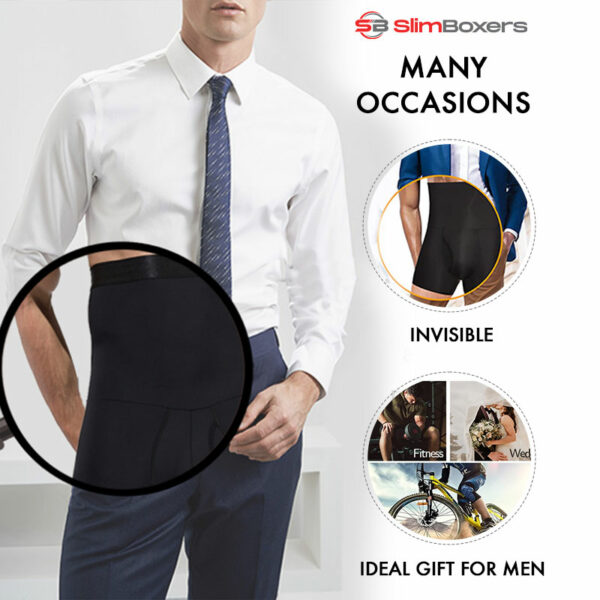 SB SlimBoxers
MANY
OCCASIONS
INVISIBLE
Fitness
Wed
IDEAL GIFT FOR MEN